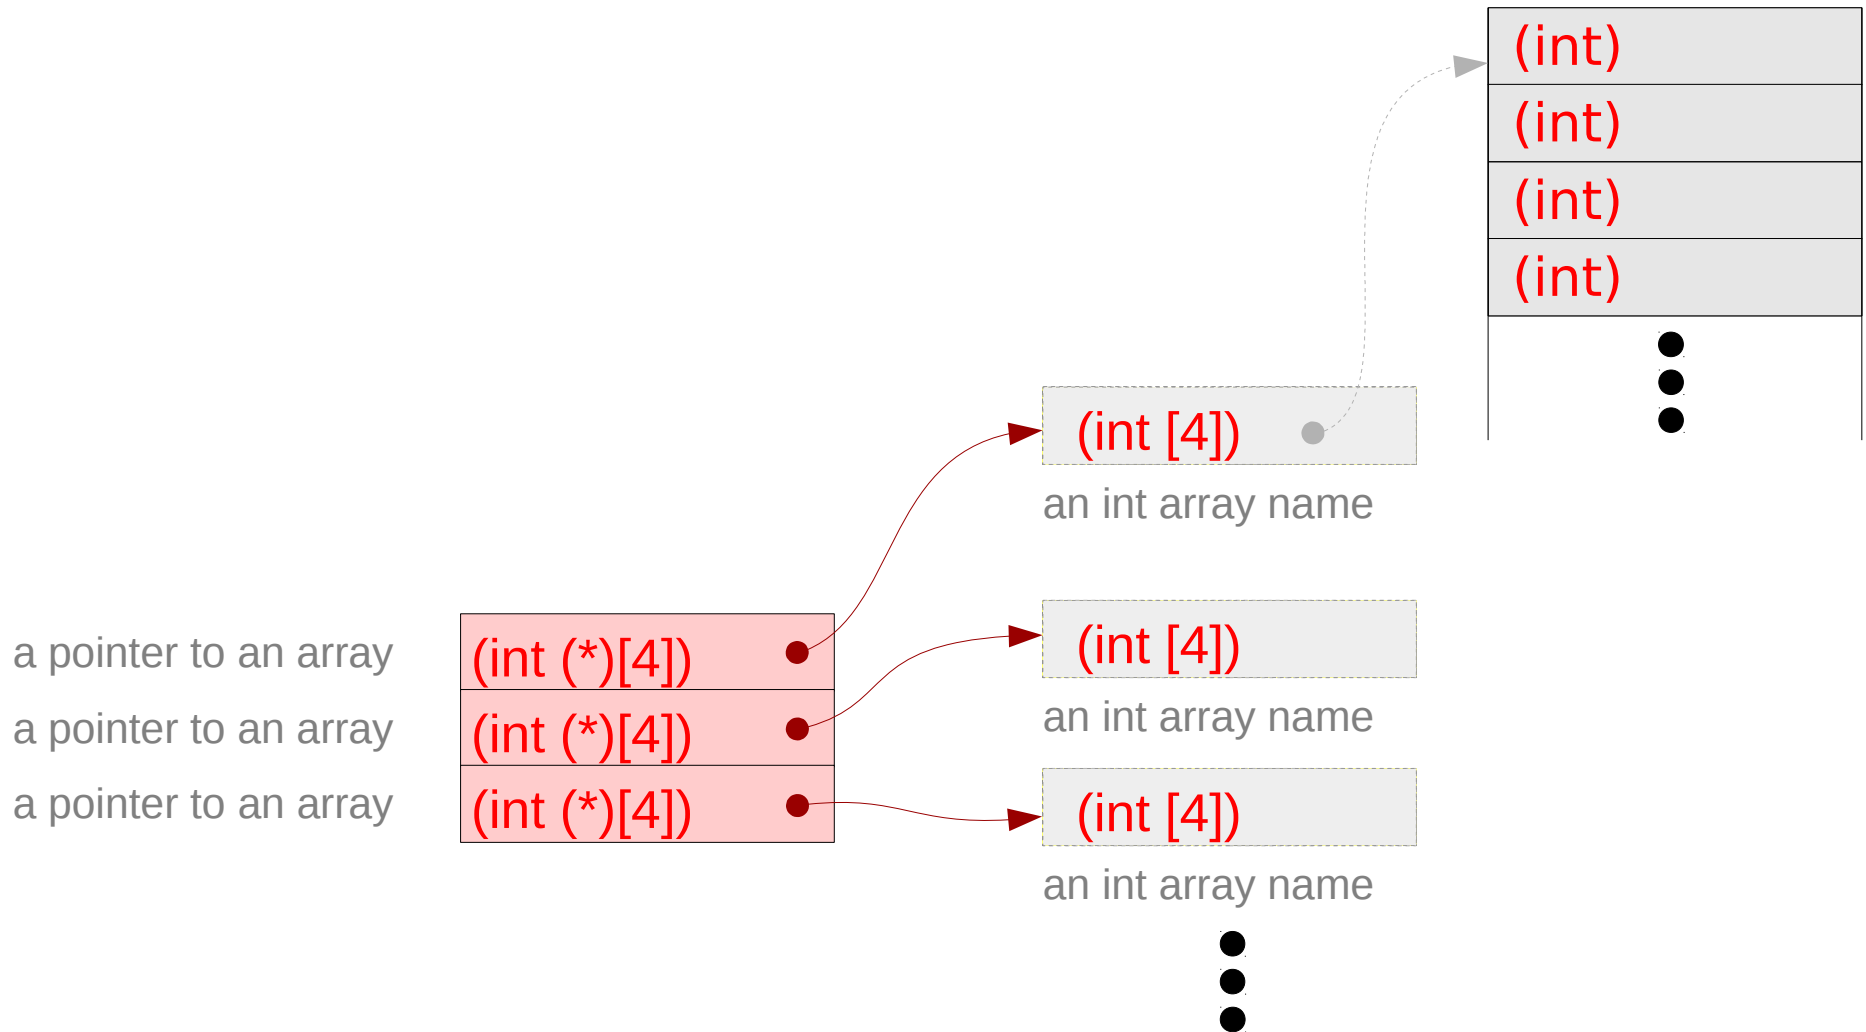 (int)
(int)
(int)
(int)
(int [4])
an int array name
a pointer to an array
(int (*)[4])
(int [4])
a pointer to an array
(int (*)[4])
an int array name
a pointer to an array
(int (*)[4])
(int [4])
an int array name